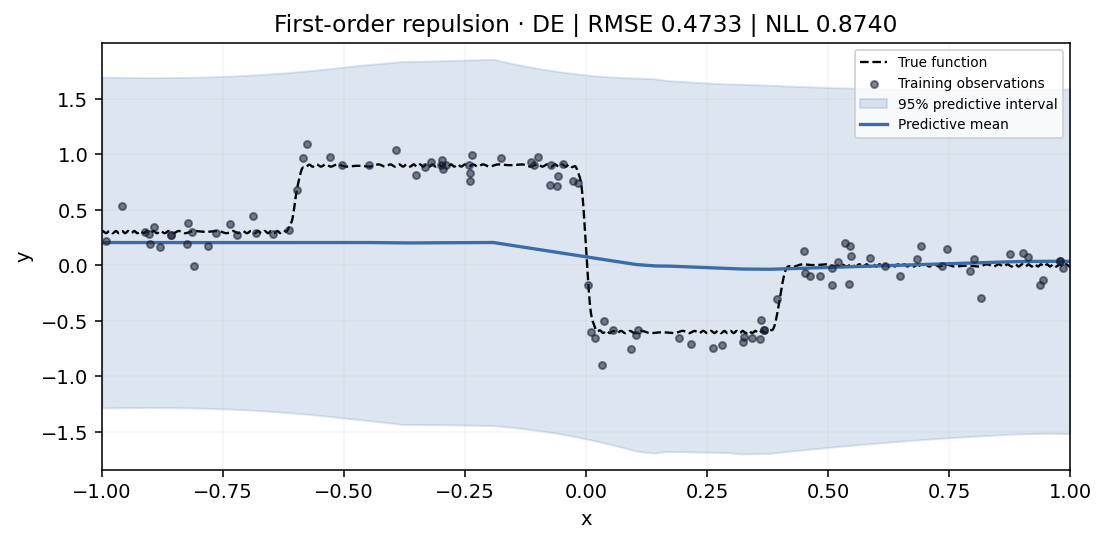 First-order repulsion · DE | RMSE 0.4733 | NLL 0.8740
True function
Training observations
95% predictive interval
Predictive mean
y
1.5
1.0
0.5
0.0
−0.5
−1.0
−1.5
−1.00
−0.75
−0.50
−0.25
0.00
0.25
0.50
0.75
1.00
x